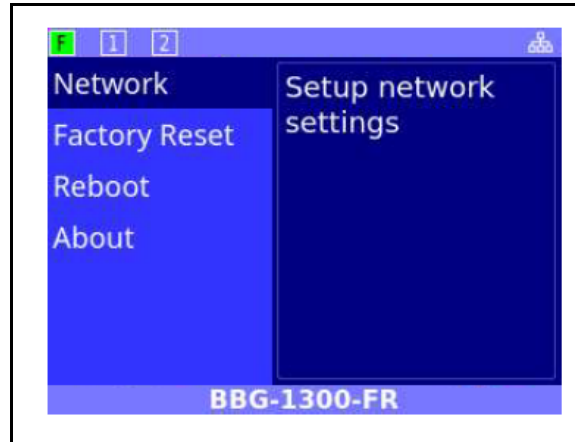 F 1 2
Network
Factory Reset
Reboot
About
Setup network
settings
BBG-1300-FR